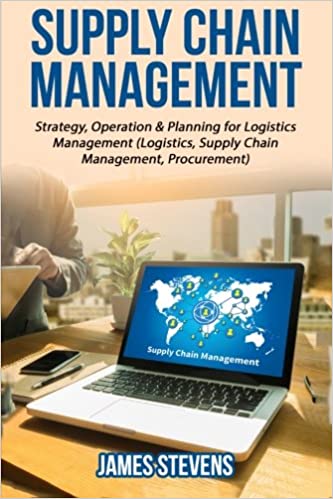 SUPPLY CHAIN
MANAGEMENT
Strategy, Operation & Planning for Logistics
Management (Logistics, Supply Chain
Management, Procurement)
Supply Chain Management
JAMES STEVENS